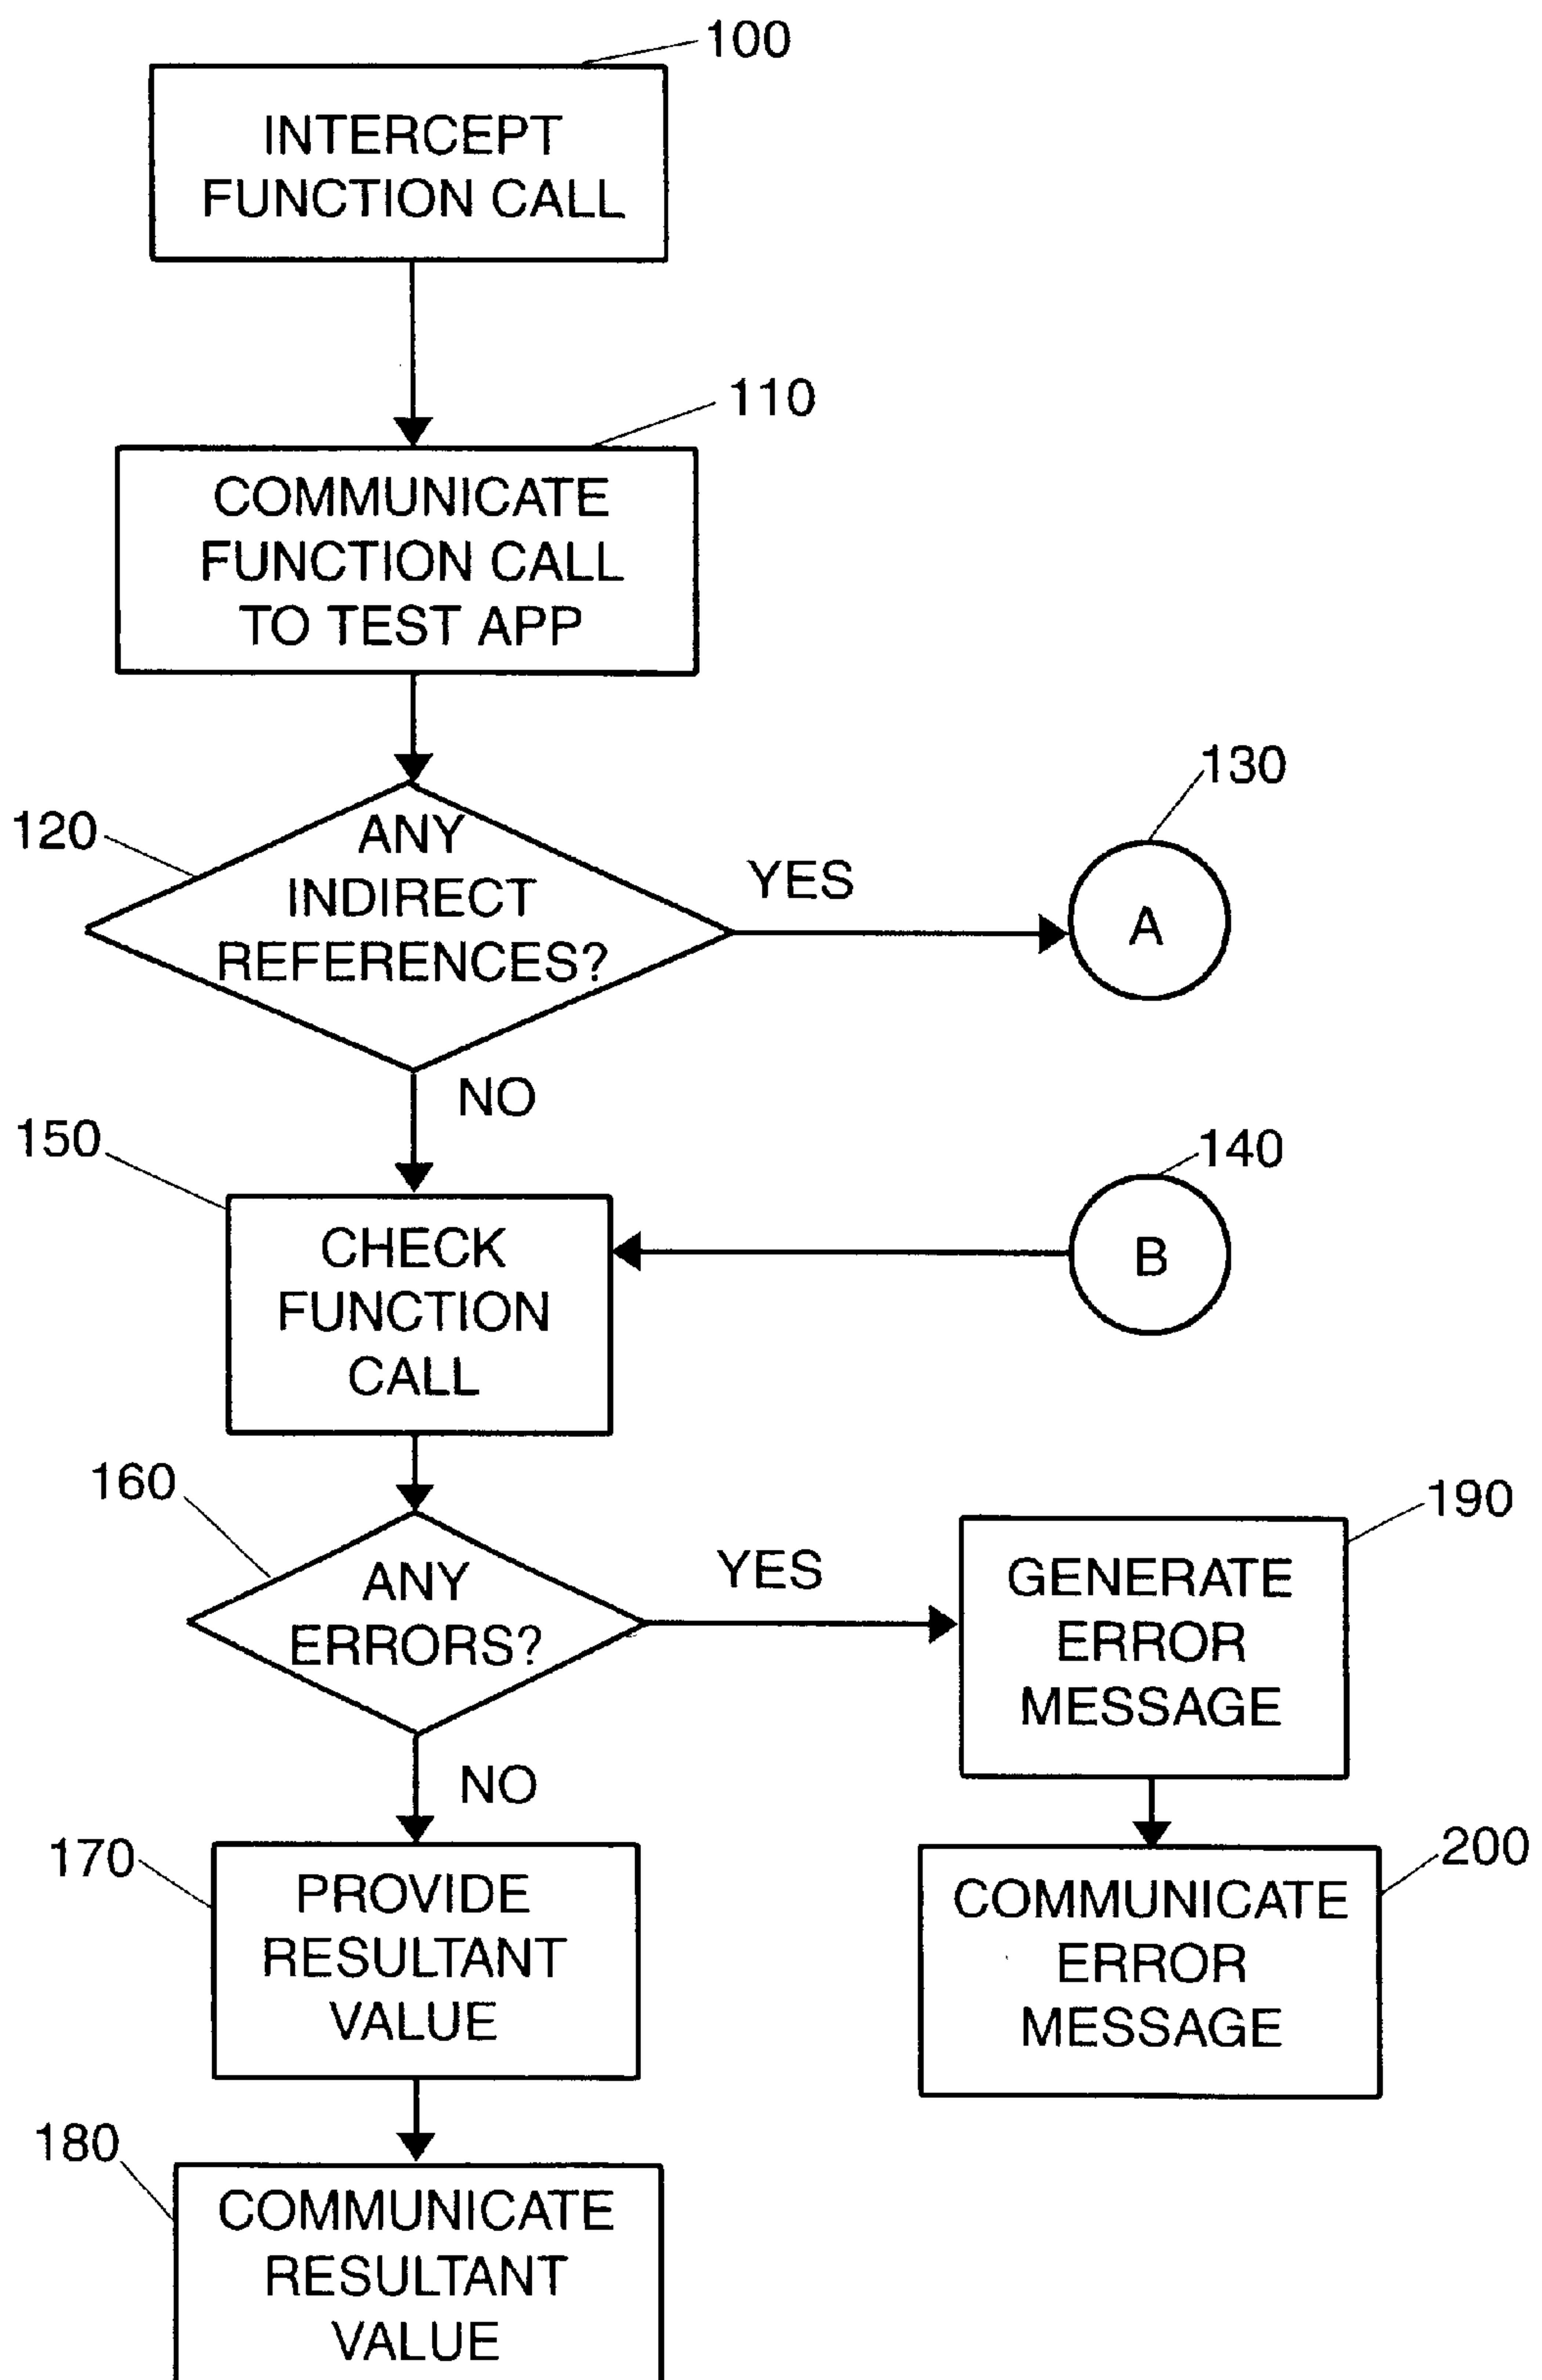 100
INTERCEPT
FUNCTION CALL
110
COMMUNICATE
FUNCTION CALL
TO TEST APP
120
ANY
INDIRECT
REFERENCES?
YES
130
A
NO
150
CHECK
FUNCTION
CALL
140
B
160
ANY
ERRORS?
YES
190
GENERATE
ERROR
MESSAGE
NO
170
PROVIDE
RESULTANT
VALUE
200
COMMUNICATE
ERROR
MESSAGE
180
COMMUNICATE
RESULTANT
VALUE